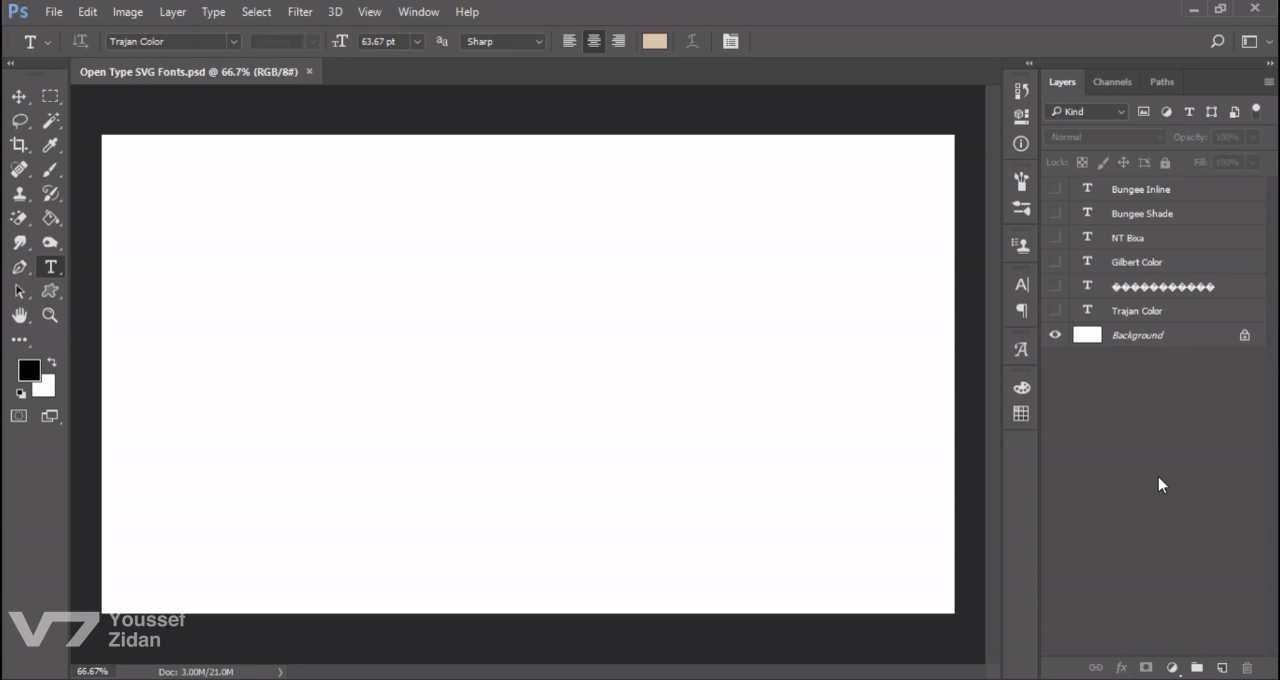 Ps File Edit Image Layer Type Select Filter 3D View Window Help
T Trajan Color 63.67 pt aa Sharp
Open Type SVG Fonts.psd @ 66.7% (RGB/8#) ×
Layers Channels Paths
Kind
Normal Opacity: 100%
Lock: Fill: 100%
T Bungee Inline
T Bungee Shade
T NT Bixa
T Gilbert Color
T �����������
T Trajan Color
Background
V7 Youssef
Zidan
66.67% Doc: 3.00M/21.0M
fx